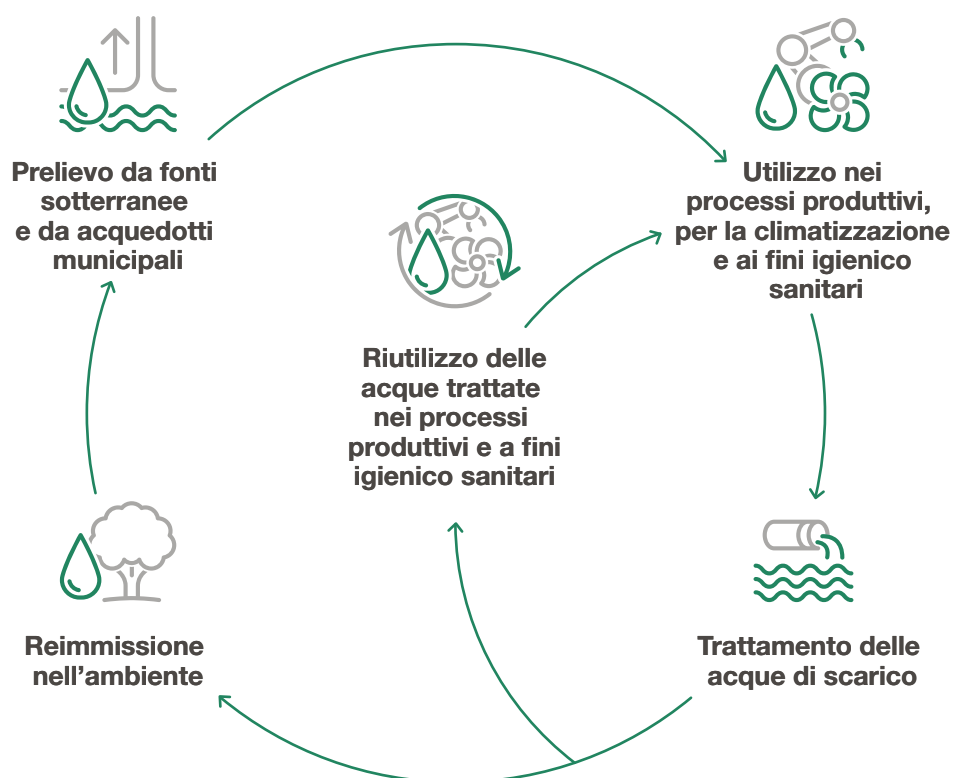 Prelievo da fonti
sotterranee
e da acquedotti
municipali
Utilizzo nei
processi produttivi,
per la climatizzazione
e ai fini igienico
sanitari
Riutilizzo delle
acque trattate
nei processi
produttivi e a fini
igienico sanitari
Reimmissione
nell’ambiente
Trattamento delle
acque di scarico